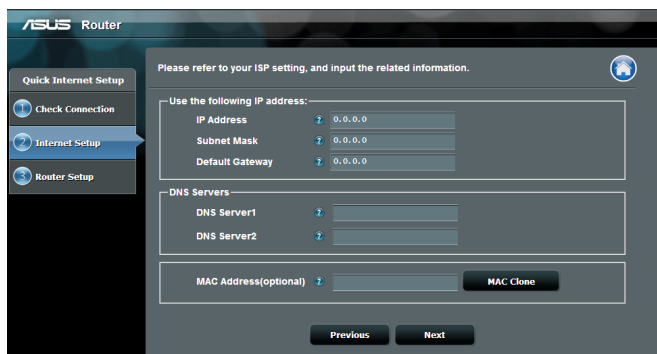 ASUS Router
Quick Internet Setup
1 Check Connection
2 Internet Setup
3 Router Setup
Please refer to your ISP setting, and input the related information.
Use the following IP address:
IP Address ? 0.0.0.0
Subnet Mask ? 0.0.0.0
Default Gateway ? 0.0.0.0
DNS Servers
DNS Server1 ?
DNS Server2 ?
MAC Address(optional) ? MAC Clone
Previous Next